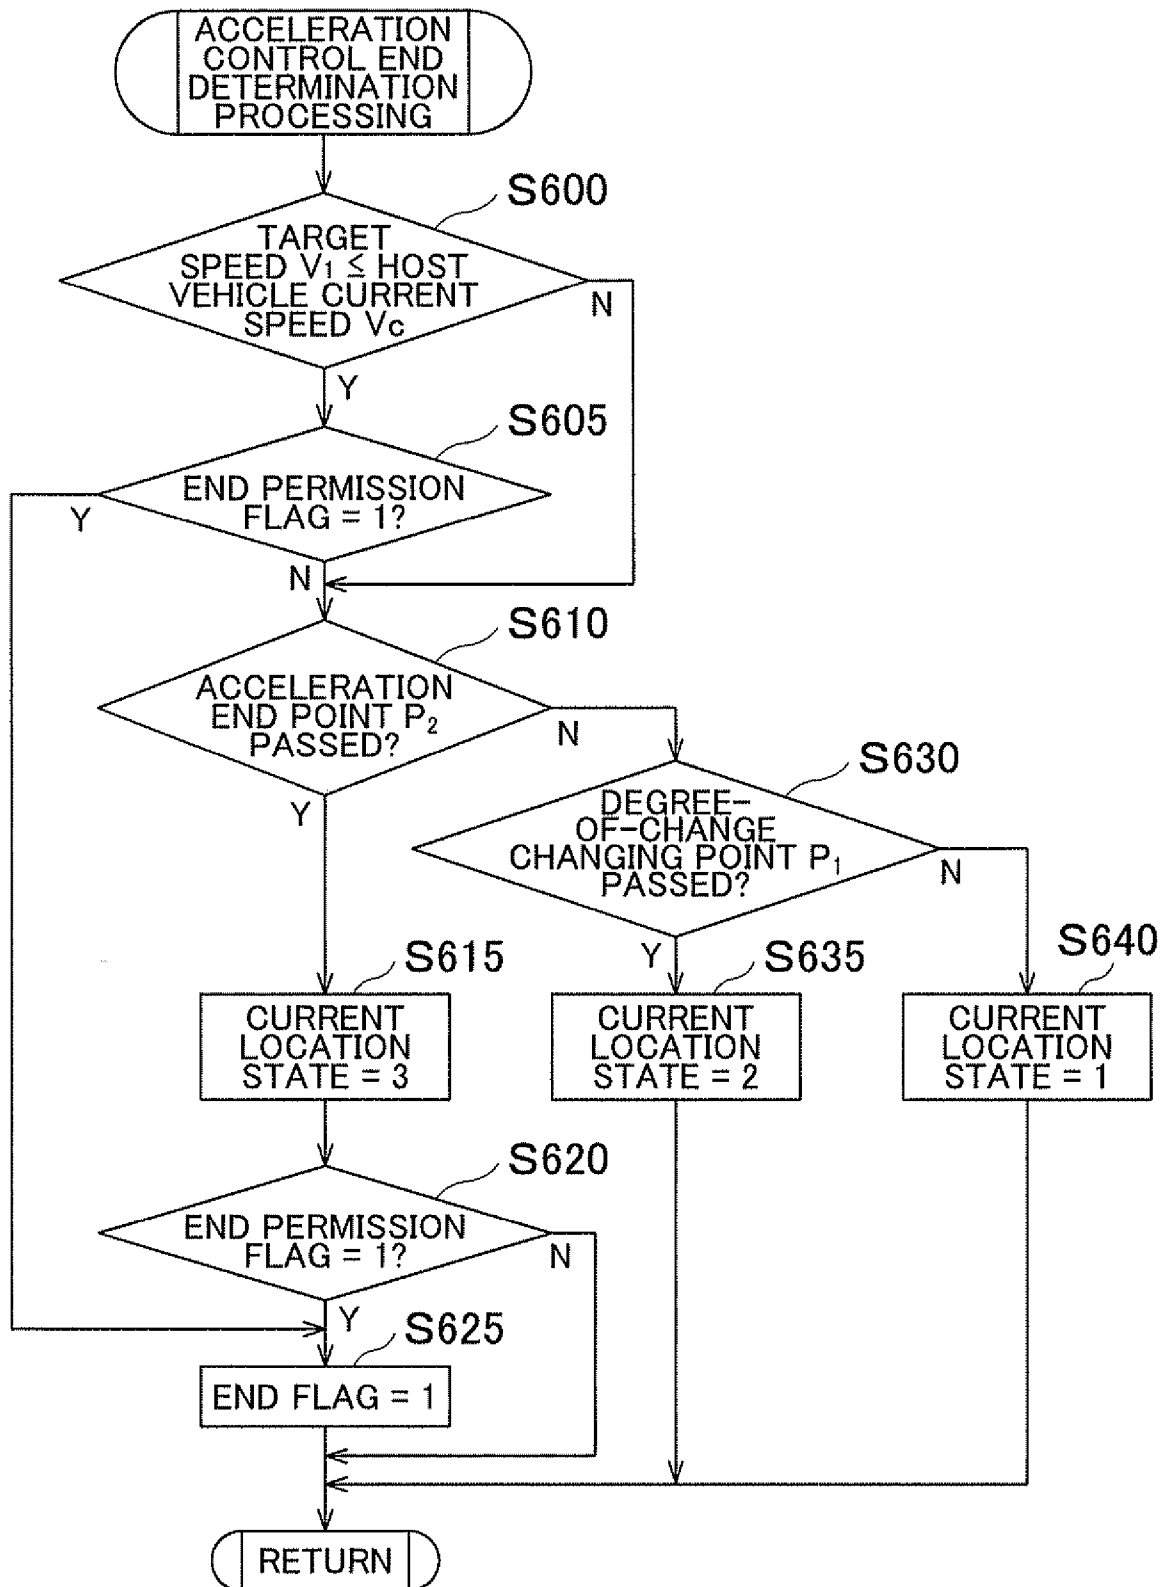 ACCELERATION
CONTROL END
DETERMINATION
PROCESSING
S600
TARGET
SPEED V1 ≤ HOST
VEHICLE CURRENT
SPEED Vc
N
Y
S605
END PERMISSION
FLAG = 1?
Y
N
S610
ACCELERATION
END POINT P2
PASSED?
N
Y
S630
DEGREE-
OF-CHANGE
CHANGING POINT P1
PASSED?
N
Y
S615
CURRENT
LOCATION
STATE = 3
S635
CURRENT
LOCATION
STATE = 2
S640
CURRENT
LOCATION
STATE = 1
S620
END PERMISSION
FLAG = 1?
N
Y
S625
END FLAG = 1
RETURN